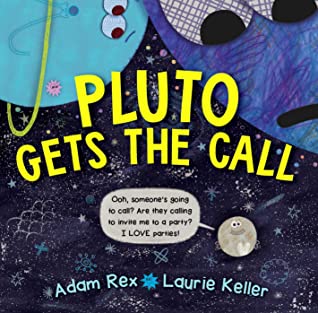 PLUTO
GETS THE CALL
Ooh, someone's going
to call? Are they calling
to invite me to a party?
I LOVE parties!
Adam Rex Laurie Keller